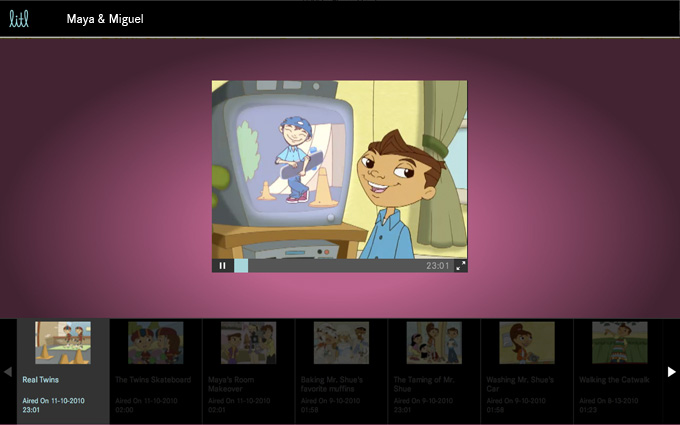 litl
Maya & Miguel
23:01
Real Twins
Aired On 11-10-2010
23:01
The Twins Skateboard
Aired On 11-10-2010
02:00
Maya's Room
Makeover
Aired On 11-10-2010
02:01
Baking Mr. Shue's
favorite muffins
Aired On 9-10-2010
01:58
The Taming of Mr.
Shue
Aired On 9-10-2010
23:01
Washing Mr. Shue's
Car
Aired On 9-10-2010
01:58
Walking the Catwalk
Aired On 8-13-2010
01:23